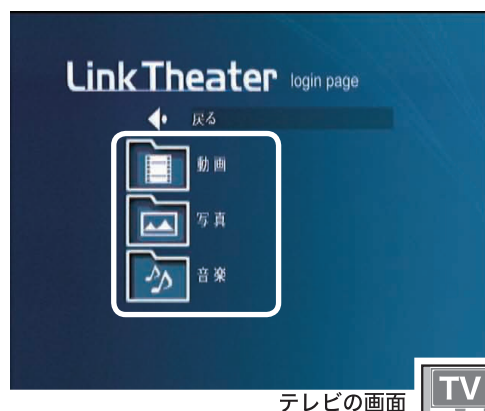 LinkTheater login page
戻る
動画
写真
音楽
テレビの画面
TV